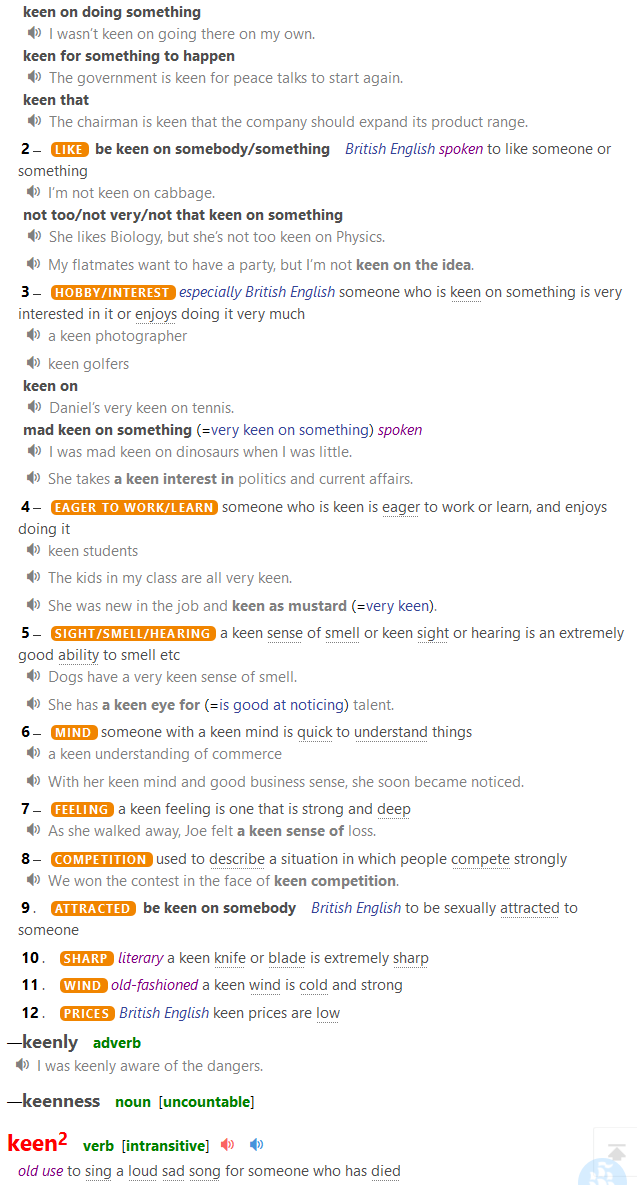 keen on doing something
I wasn't keen on going there on my own.
keen for something to happen
The government is keen for peace talks to start again.
keen that
The chairman is keen that the company should expand its product range.
2 – LIKE be keen on somebody/something British English spoken to like someone or
something
I'm not keen on cabbage.
not too/not very/not that keen on something
She likes Biology, but she's not too keen on Physics.
My flatmates want to have a party, but I'm not keen on the idea.
3 – HOBBY/INTEREST especially British English someone who is keen on something is very
interested in it or enjoys doing it very much
a keen photographer
keen golfers
keen on
Daniel's very keen on tennis.
mad keen on something (=very keen on something) spoken
I was mad keen on dinosaurs when I was little.
She takes a keen interest in politics and current affairs.
4 – EAGER TO WORK/LEARN someone who is keen is eager to work or learn, and enjoys
doing it
keen students
The kids in my class are all very keen.
She was new in the job and keen as mustard (=very keen).
5 – SIGHT/SMELL/HEARING a keen sense of smell or keen sight or hearing is an extremely
good ability to smell etc
Dogs have a very keen sense of smell.
She has a keen eye for (=is good at noticing) talent.
6 – MIND someone with a keen mind is quick to understand things
a keen understanding of commerce
With her keen mind and good business sense, she soon became noticed.
7 – FEELING a keen feeling is one that is strong and deep
As she walked away, Joe felt a keen sense of loss.
8 – COMPETITION used to describe a situation in which people compete strongly
We won the contest in the face of keen competition.
9 . ATTRACTED be keen on somebody British English to be sexually attracted to
someone
10 . SHARP literary a keen knife or blade is extremely sharp
11 . WIND old-fashioned a keen wind is cold and strong
12 . PRICES British English keen prices are low
—keenly adverb
I was keenly aware of the dangers.
—keenness noun [uncountable]
keen² verb [intransitive]
old use to sing a loud sad song for someone who has died